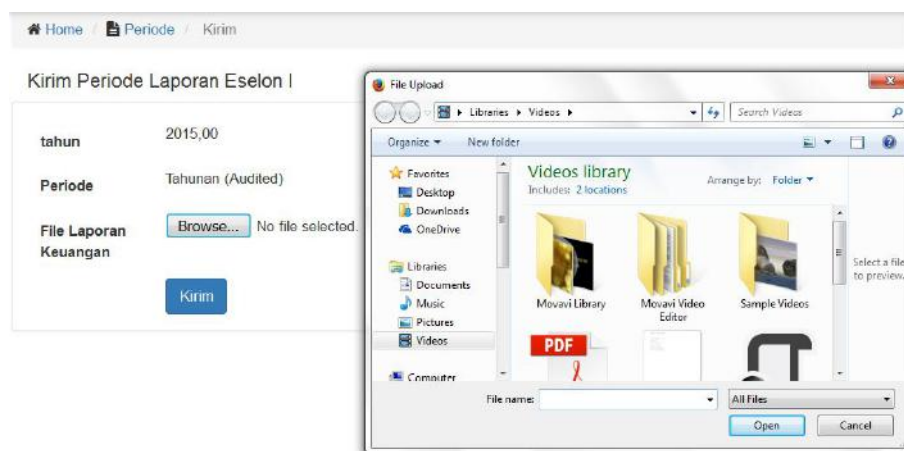 Home / Periode / Kirim
Kirim Periode Laporan Eselon I
tahun 2015,00
Periode Tahunan (Audited)
File Laporan Keuangan Browse... No file selected.
Kirim
File Upload
Libraries Videos
Search Videos
Organize New folder
Favorites
Desktop
Downloads
OneDrive
Libraries
Documents
Music
Pictures
Videos
Computer
Videos library
Includes: 2 locations
Arrange by: Folder
Movavi Library
Movavi Video
Editor
Sample Videos
PDF
Select a file
to preview.
File name:
All Files
Open Cancel